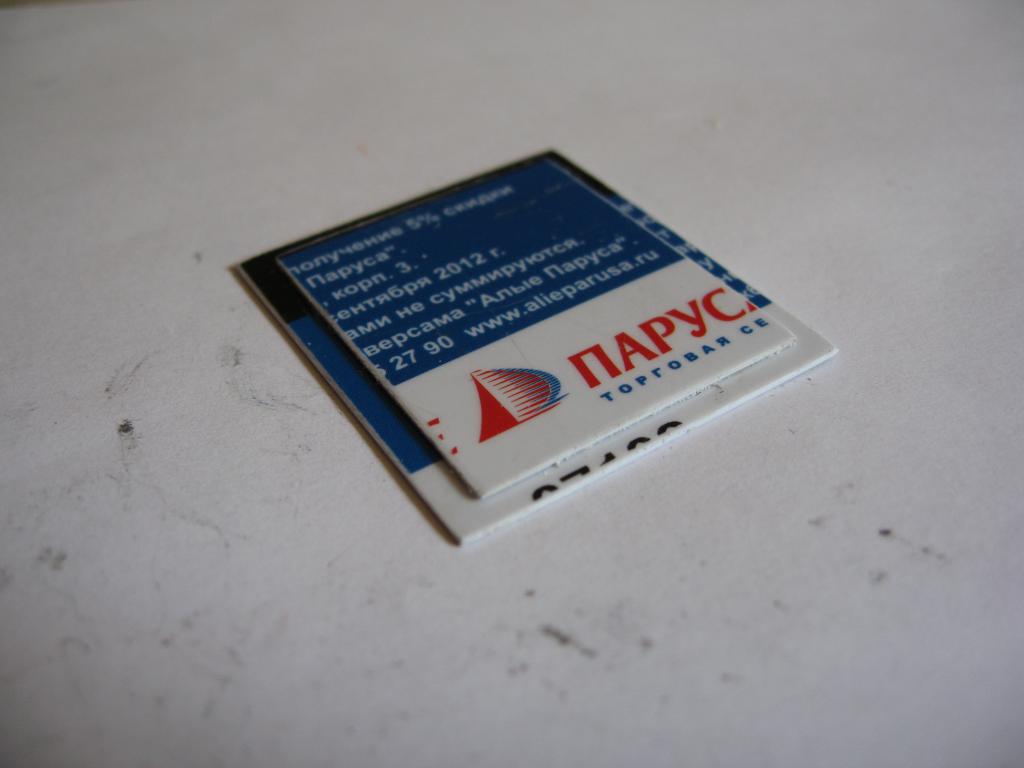 получение 5% скидки
Паруса".
, корп. 3.
сентября 2012 г.
ами не суммируются.
версама "Алые Паруса".
27 90 www.alieparusa.ru
Е ПАРУС
ТОРГОВАЯ СЕ